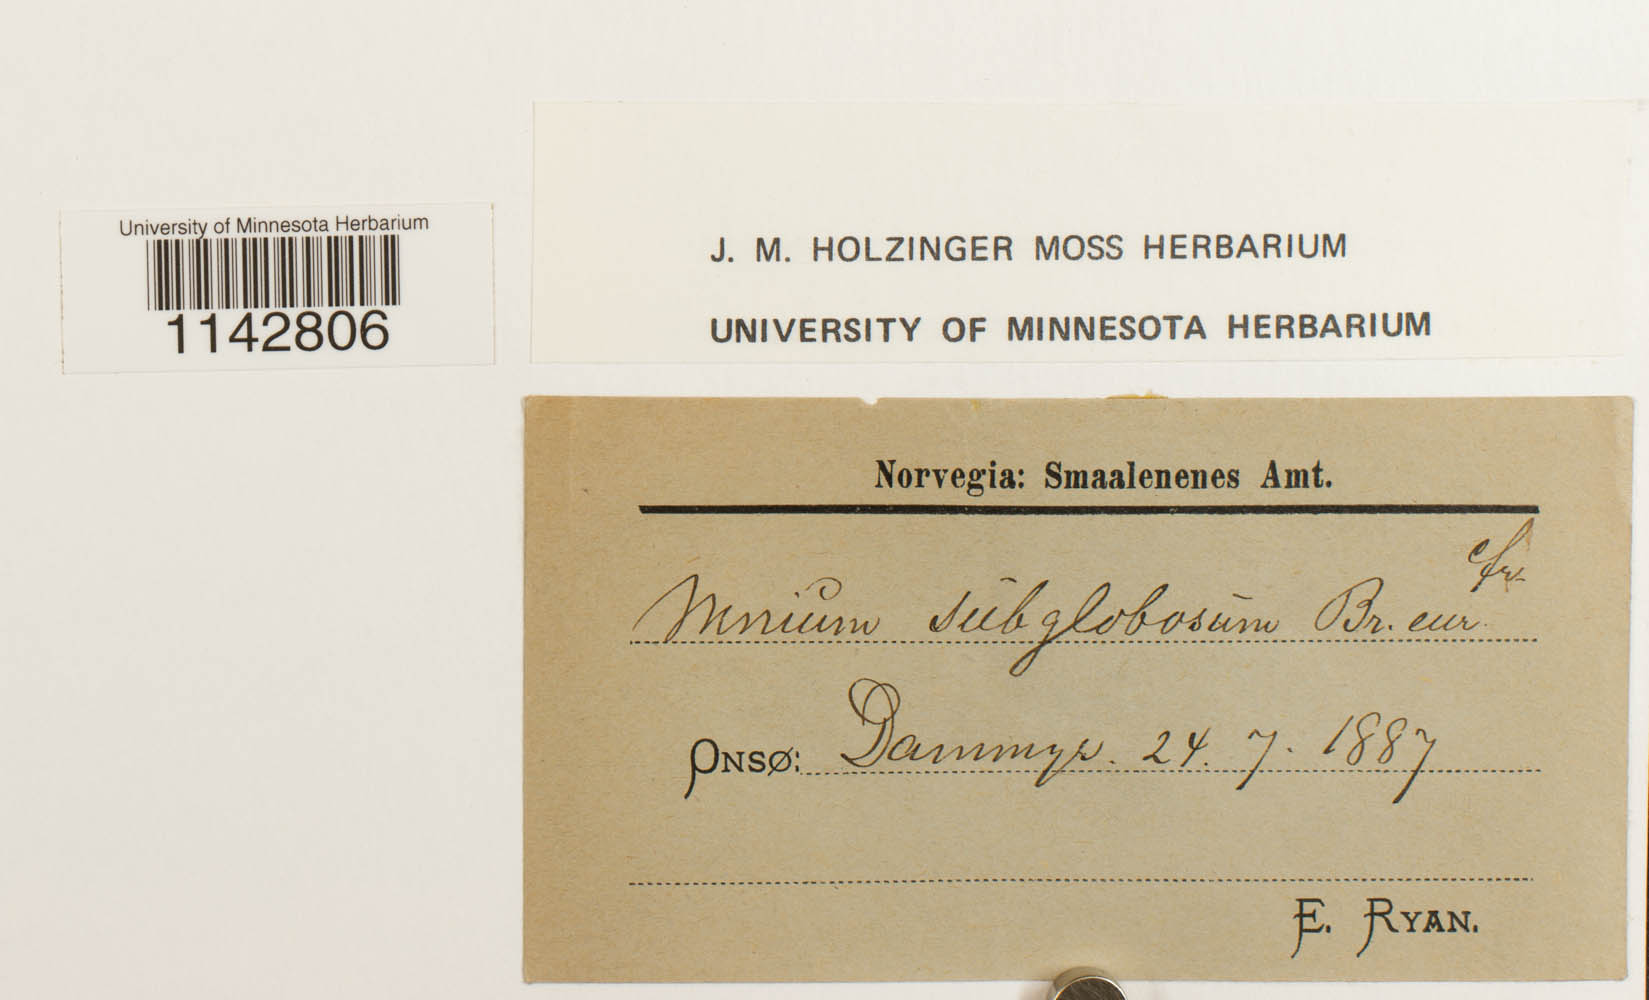 University of Minnesota Herbarium
1142806
J. M. HOLZINGER MOSS HERBARIUM
UNIVERSITY OF MINNESOTA HERBARIUM
Norvegia: Smaalenenes Amt.
cfr.
Mnium subglobosum Br. eur.
ONSØ: Dammyr. 24. 7. 1887
E. RYAN.